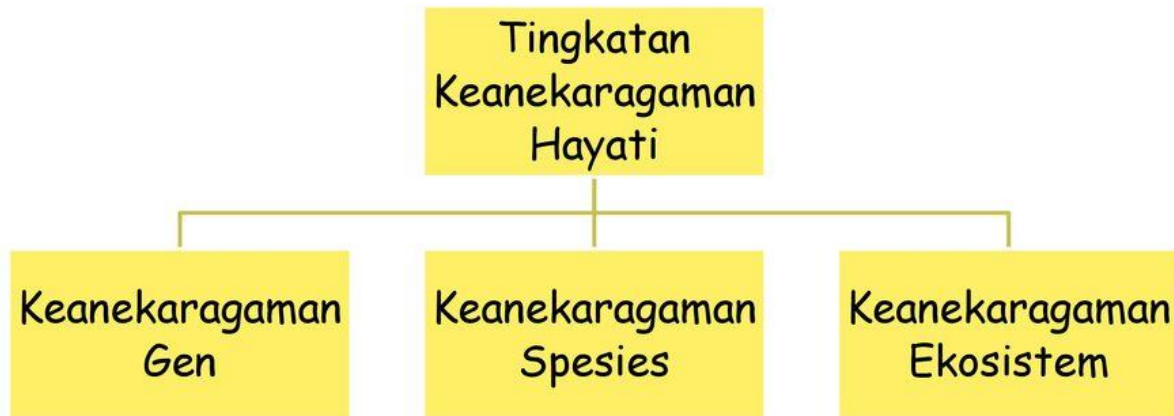 Tingkatan
Keanekaragaman
Hayati
Keanekaragaman
Gen
Keanekaragaman
Spesies
Keanekaragaman
Ekosistem